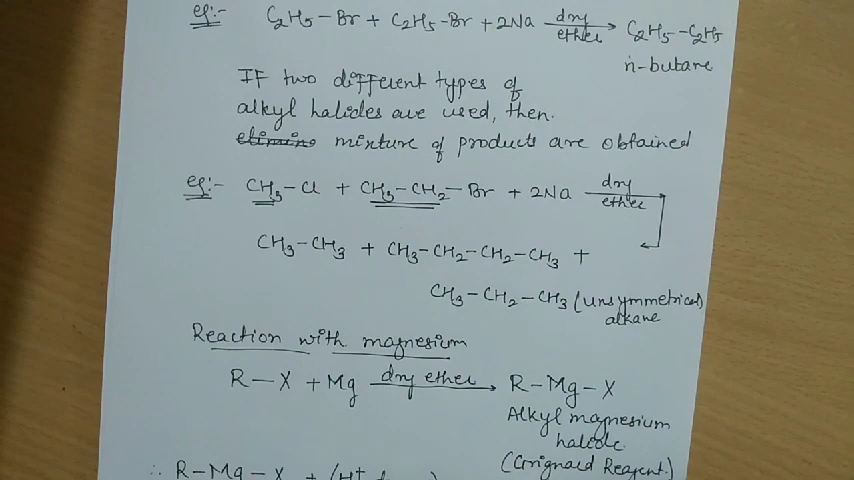 eg:- C₂H₅-Br + C₂H₅-Br + 2Na dry ether → C₂H₅-C₂H₅
n-butane
IF two different types of
alkyl halides are used, then.
mixture of products are obtained
eg:- CH₃-Cl + CH₃-CH₂-Br + 2Na dry ether
CH₃-CH₃ + CH₃-CH₂-CH₂-CH₃ +
CH₃-CH₂-CH₃ (unsymmetrical)
alkane
Reaction with magnesium
R-X + Mg dry ether → R-Mg-X
Alkyl magnesium
halide.
(Grignard Reagent.)
∴ R-Mg-X + (H⁺